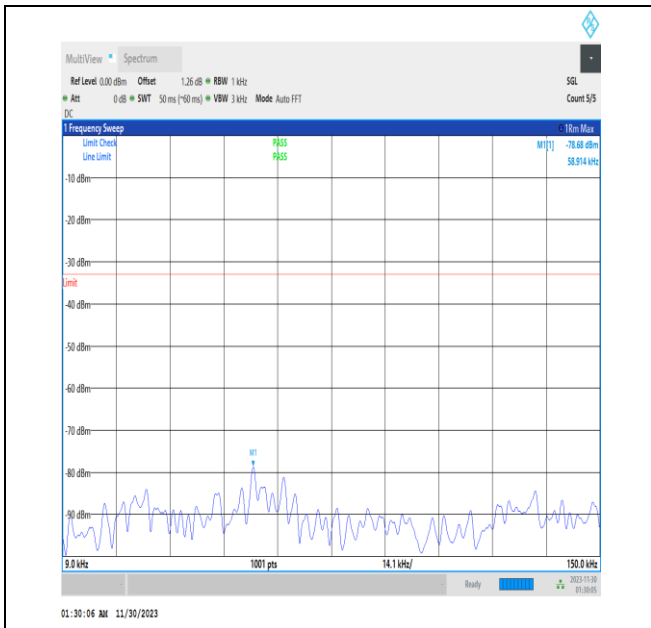 MultiView Spectrum
Ref Level 0.00 dBm Offset 1.26 dB RBW 1 kHz SGL
Att 0 dB SWT 50 ms (~60 ms) VBW 3 kHz Mode Auto FFT Count 5/5
DC
1 Frequency Sweep 1Rm Max
Limit Check PASS M1[1] -78.68 dBm
Line Limit PASS 58.914 kHz
-10 dBm
-20 dBm
-30 dBm
Limit
-40 dBm
-50 dBm
-60 dBm
-70 dBm
M1
-80 dBm
-90 dBm
9.0 kHz 1001 pts 14.1 kHz/ 150.0 kHz
Ready 2023-11-30
01:30:05
01:30:06 AM 11/30/2023